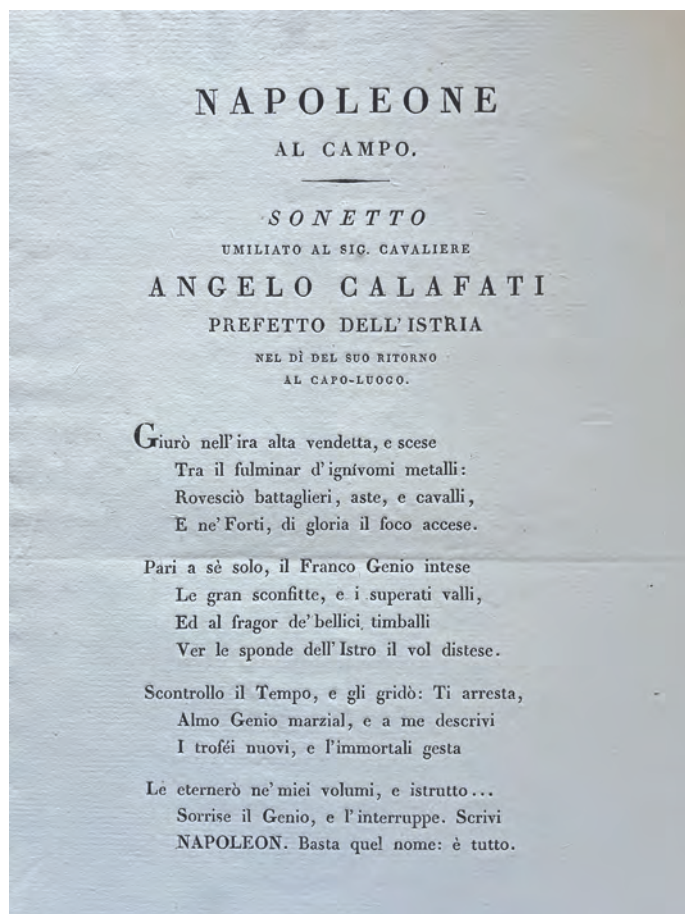 NAPOLEONE
AL CAMPO.
SONETTO
UMILIATO AL SIG. CAVALIERE
ANGELO CALAFATI
PREFETTO DELL'ISTRIA
NEL DÌ DEL SUO RITORNO
AL CAPO-LUOGO.
Giurò nell'ira alta vendetta, e scese
Tra il fulminar d'ignívomi metalli:
Rovesciò battaglieri, aste, e cavalli,
E ne' Forti, di gloria il foco accese.
Pari a sè solo, il Franco Genio intese
Le gran sconfitte, e i superati valli,
Ed al fragor de' bellici timballi
Ver le sponde dell'Istro il vol distese.
Scontrollo il Tempo, e gli gridò: Ti arresta,
Almo Genio marzial, e a me descrivi
I troféi nuovi, e l'immortali gesta
Le eternerò ne' miei volumi, e istrutto...
Sorrise il Genio, e l'interruppe. Scrivi
NAPOLEON. Basta quel nome: è tutto.